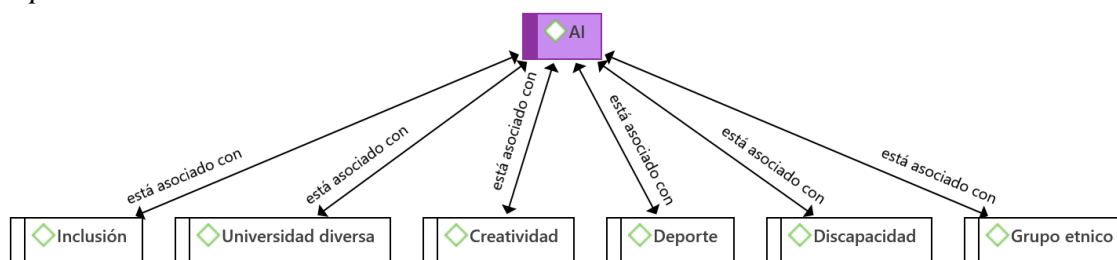 AI
está asociado con
está asociado con
está asociado con
está asociado con
está asociado con
está asociado con
Inclusión
Universidad diversa
Creatividad
Deporte
Discapacidad
Grupo etnico